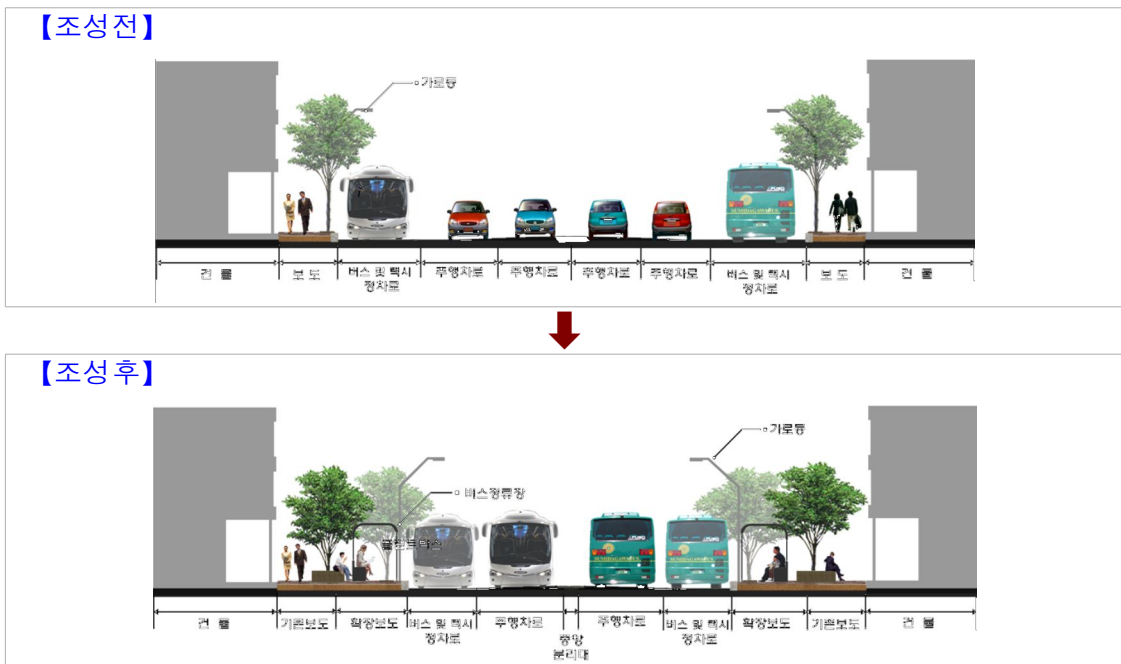 【조성전】
가로등
건 물 보 도 버스 및 택시 주행차로 주행차로 주행차로 주행차로 버스 및 택시 보 도 건 물
정차로 정차로
【조성후】
가로등
버스정류장
건 물 기존보도 확장보도 버스 및 택시 주행차로 중앙 주행차로 버스 및 택시 확장보도 기존보도 건 물
정차로 분리대 정차로